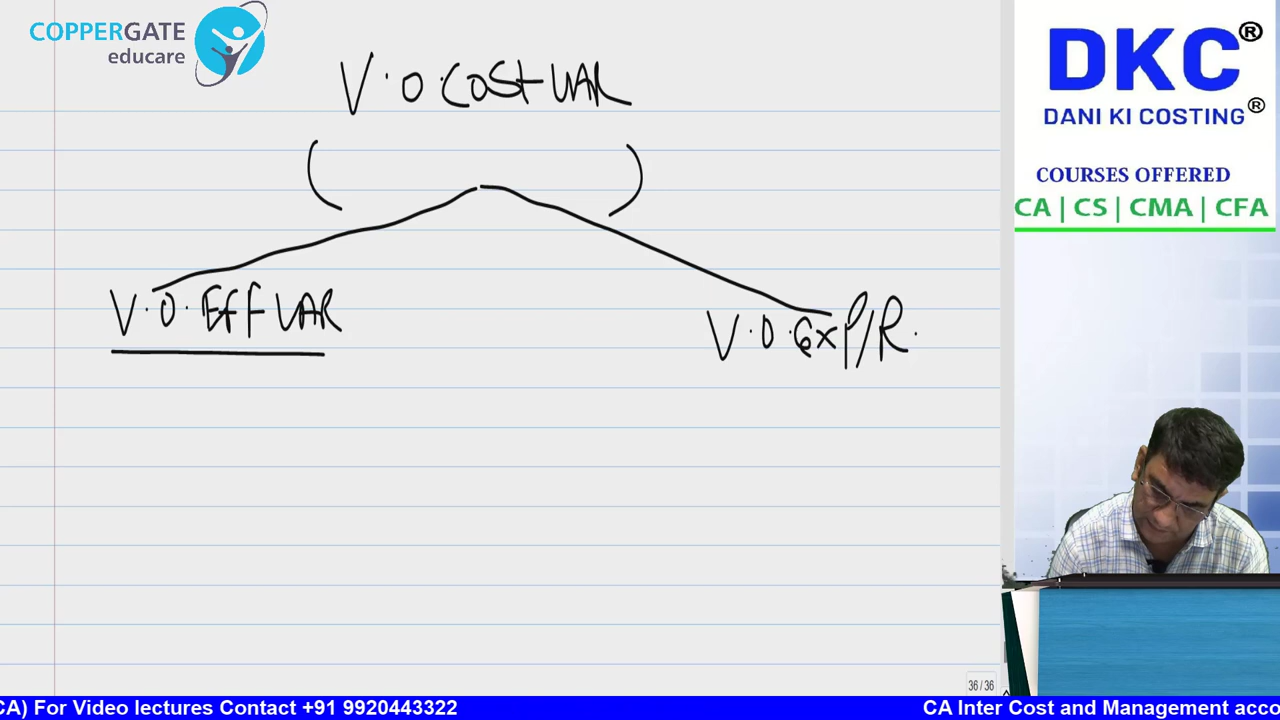 COPPERGATE
educare
V.O.COST VAR
( )
V.O. Eff VAR
V.O.Exp/R.
36/36
DKC®
DANI KI COSTING®
COURSES OFFERED
CA | CS | CMA | CFA
CA) For Video lectures Contact +91 9920443322
CA Inter Cost and Management acco